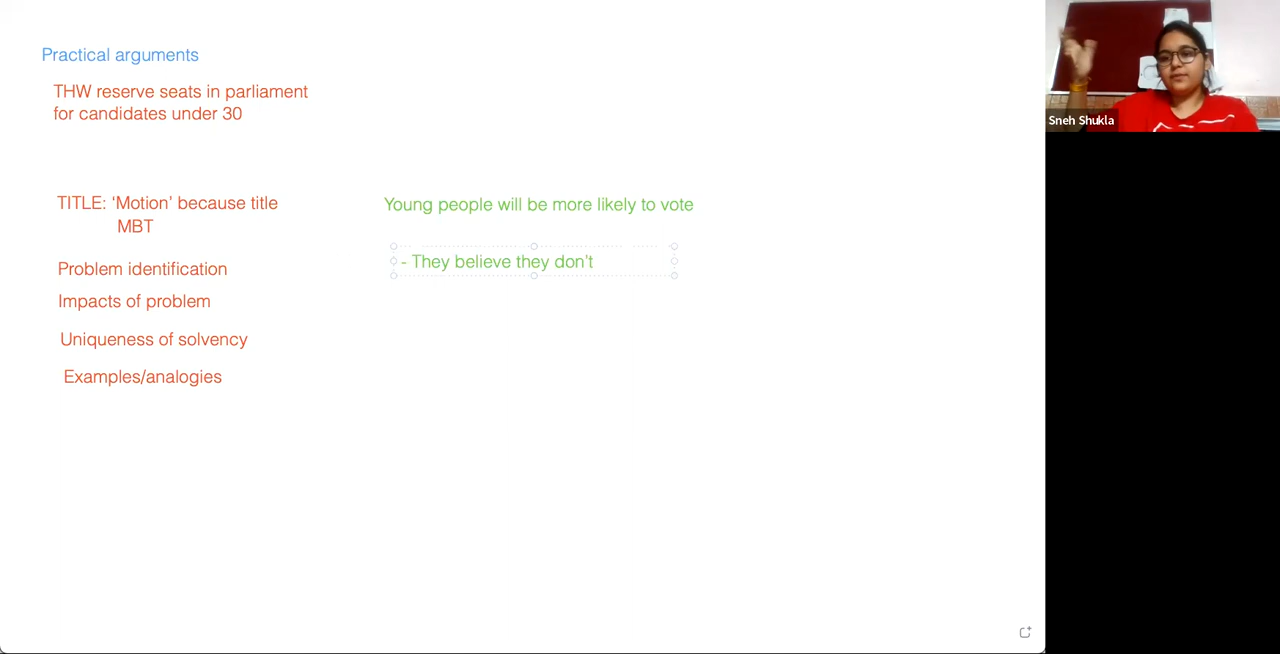 Practical arguments
THW reserve seats in parliament
for candidates under 30
TITLE: ‘Motion’ because title
MBT
Young people will be more likely to vote
- They believe they don’t
Problem identification
Impacts of problem
Uniqueness of solvency
Examples/analogies
Sneh Shukla